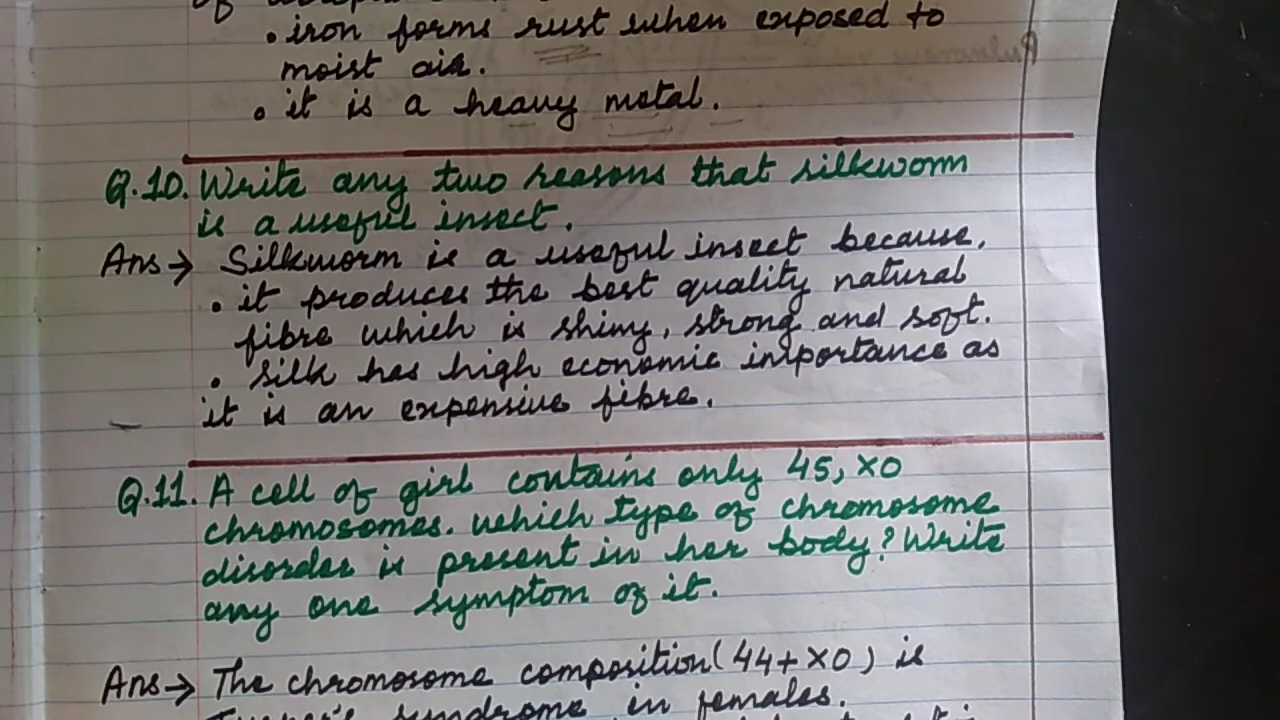 of
• iron forms rust when exposed to
moist air.
• it is a heavy metal.
Q.10. Write any two reasons that silkworm
is a useful insect.
Ans → Silkworm is a useful insect because,
• it produces the best quality natural
fibre which is shiny, strong and soft.
• silk has high economic importance as
it is an expensive fibre.
Q.11. A cell of girl contains only 45, XO
chromosomes. Which type of chromosome
disorder is present in her body? Write
any one symptom of it.
Ans → The chromosome composition (44+XO) is
Turner's syndrome in females.